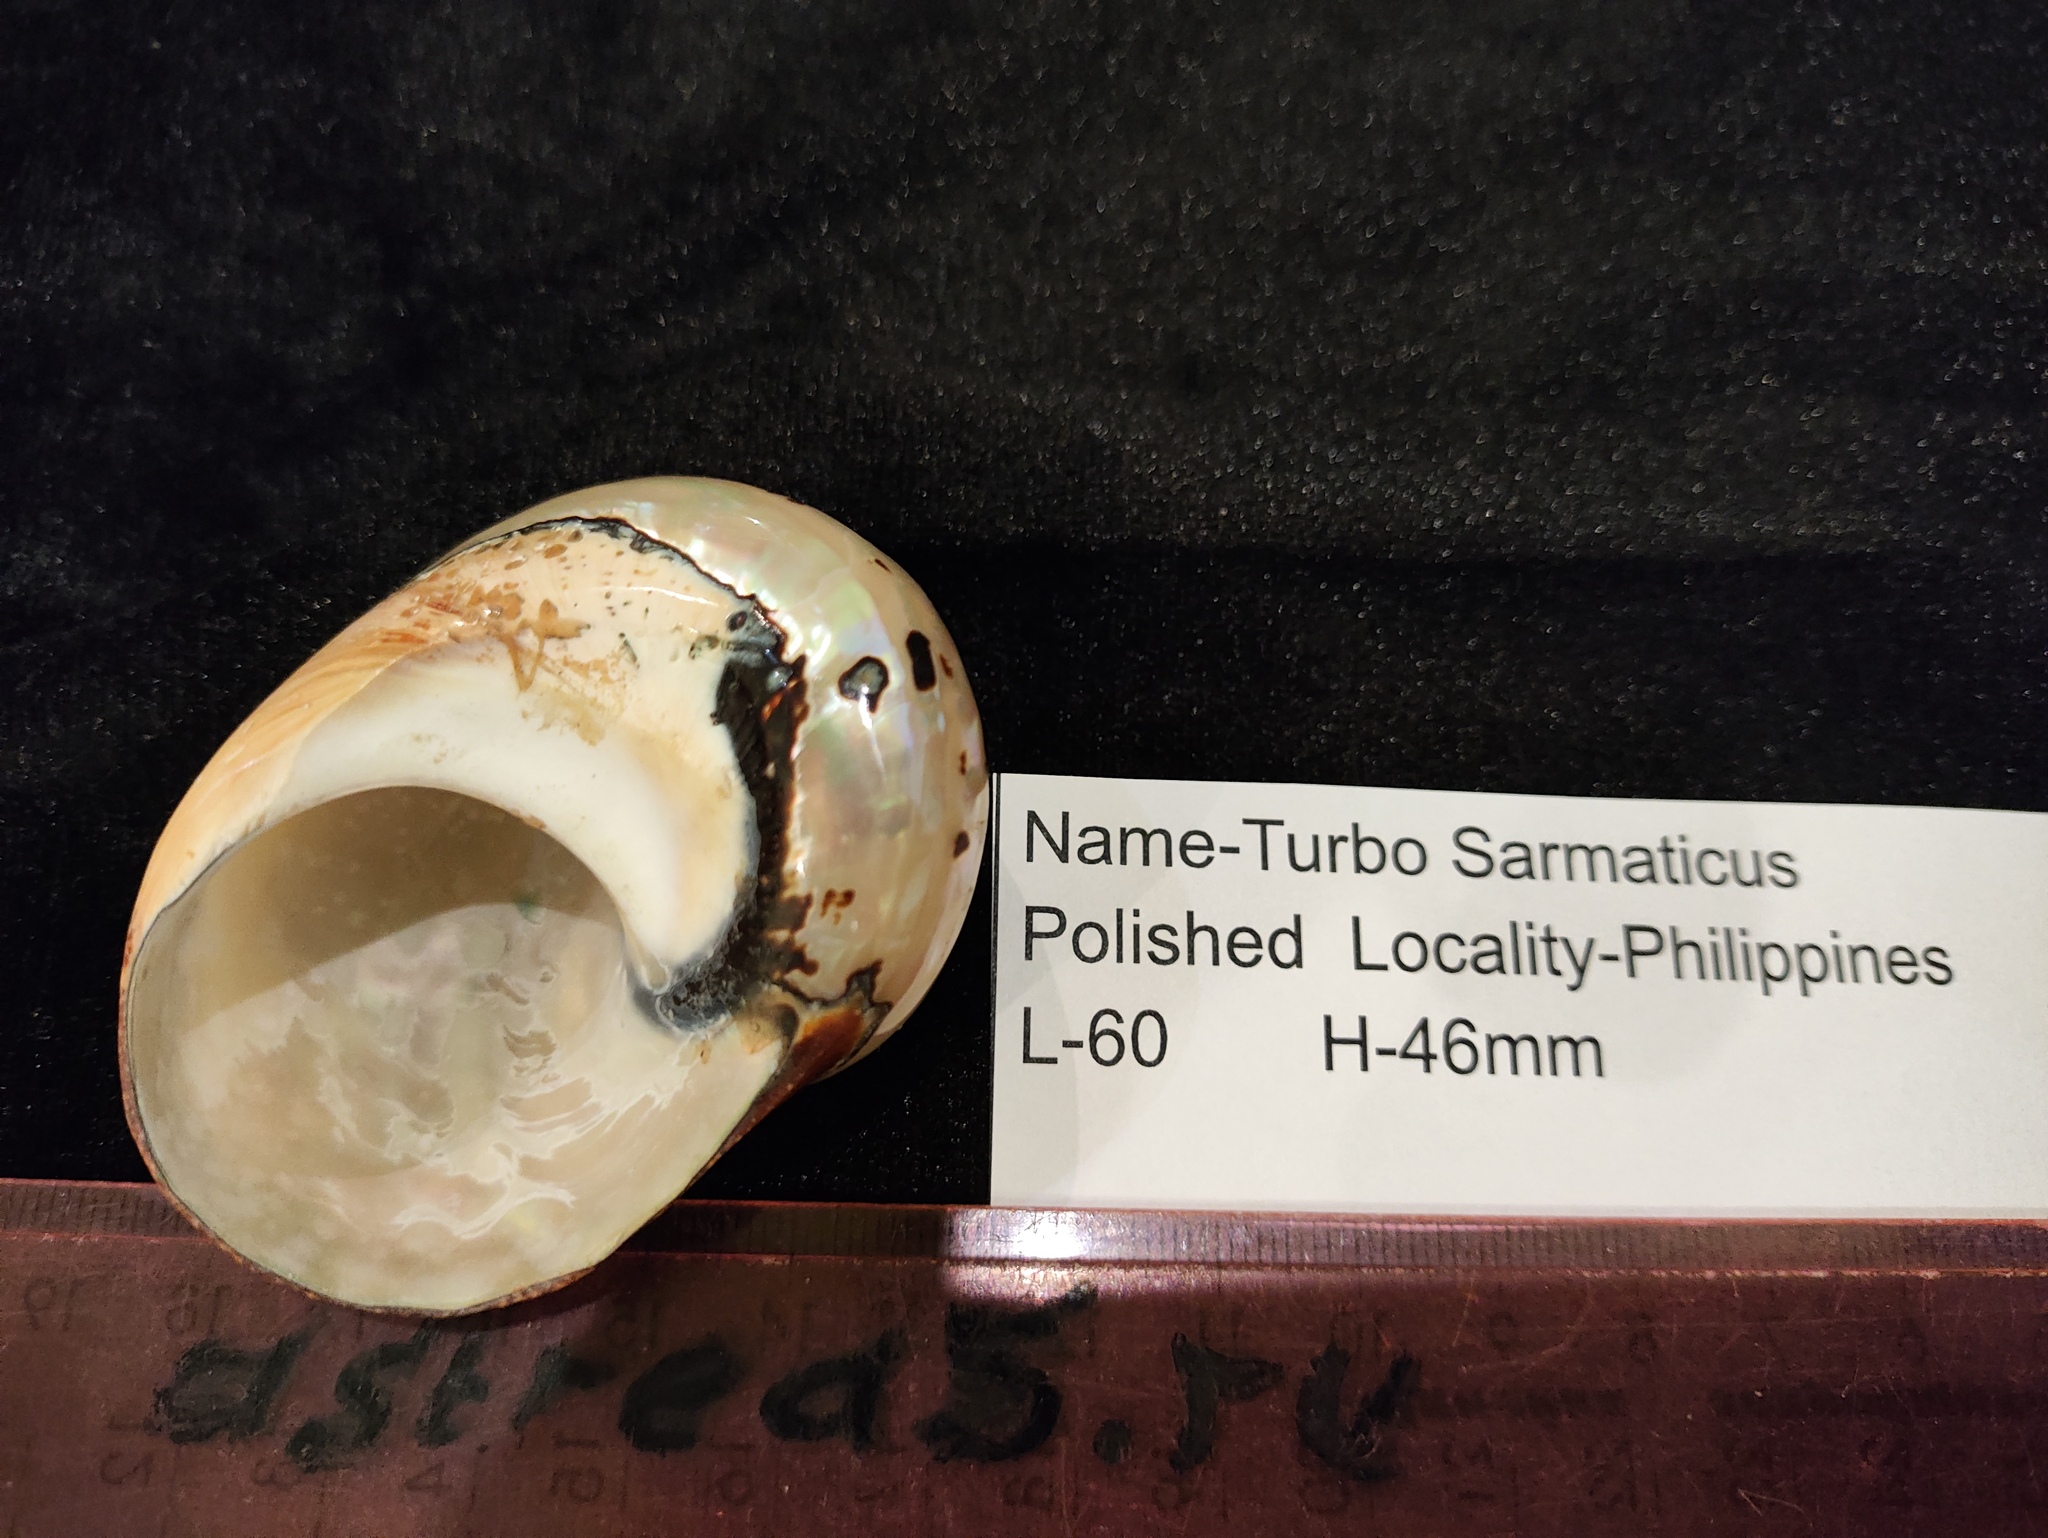 Name-Turbo Sarmaticus
Polished Locality-Philippines
L-60 H-46mm
astrea5.ru